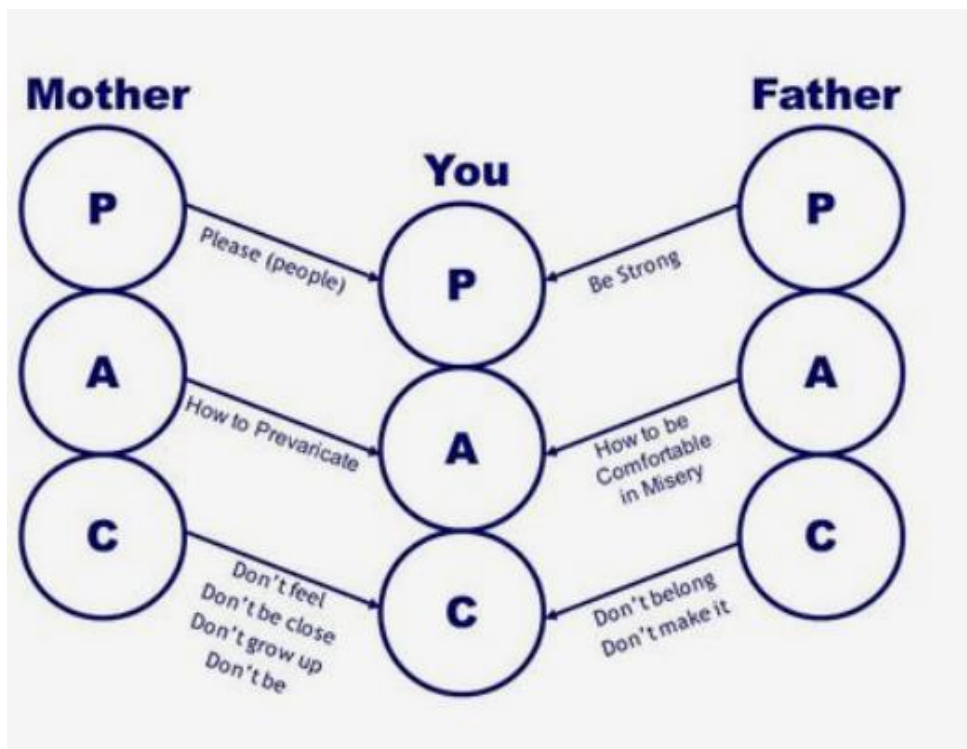 Mother
Father
You
P
P
P
Please (people)
Be Strong
A
A
A
How to Prevaricate
How to be
Comfortable
in Misery
C
C
C
Don't feel
Don't be close
Don't grow up
Don't be
Don't belong
Don't make it